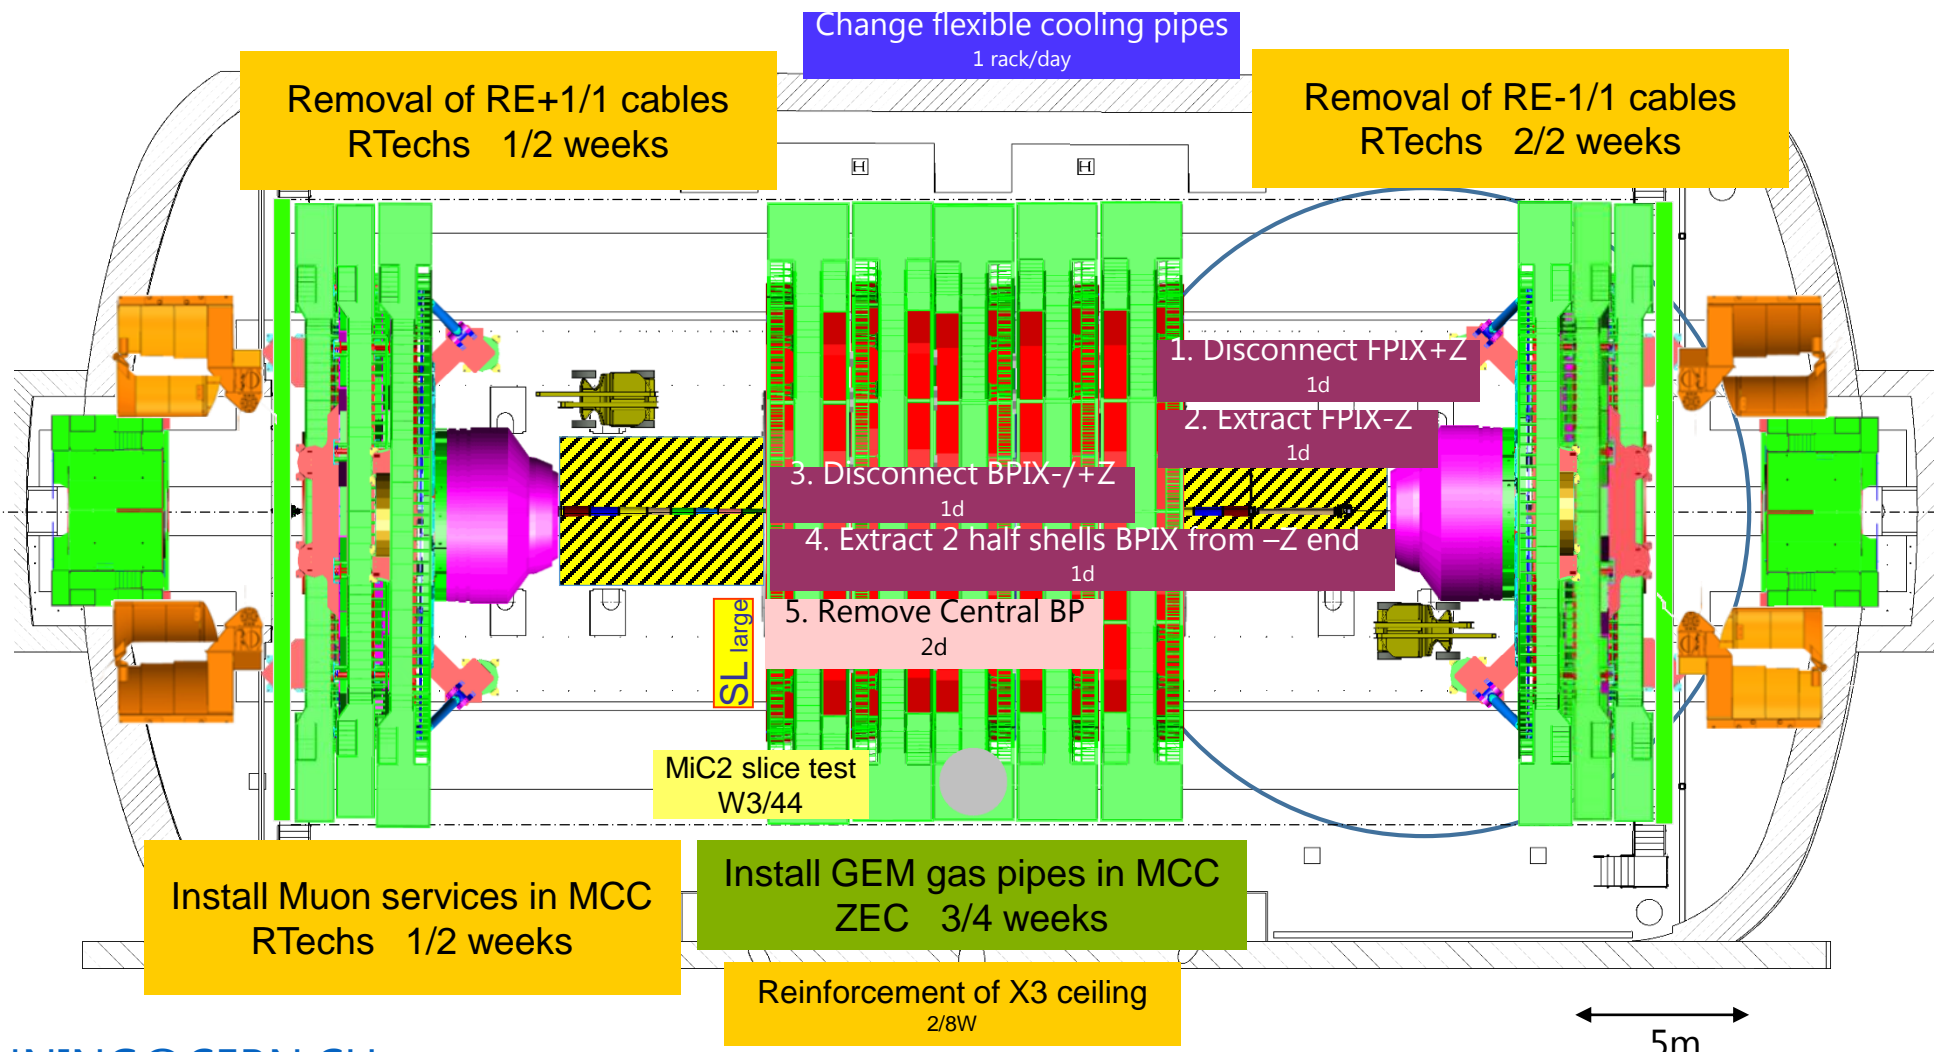 Change flexible cooling pipes
1 rack/day
Removal of RE+1/1 cables
RTechs 1/2 weeks
Removal of RE-1/1 cables
RTechs 2/2 weeks
H
H
1. Disconnect FPIX+Z
1d
2. Extract FPIX-Z
1d
3. Disconnect BPIX-/+Z
1d
4. Extract 2 half shells BPIX from –Z end
1d
5. Remove Central BP
2d
SL large
MiC2 slice test
W3/44
Install Muon services in MCC
RTechs 1/2 weeks
Install GEM gas pipes in MCC
ZEC 3/4 weeks
Reinforcement of X3 ceiling
2/8W
5m